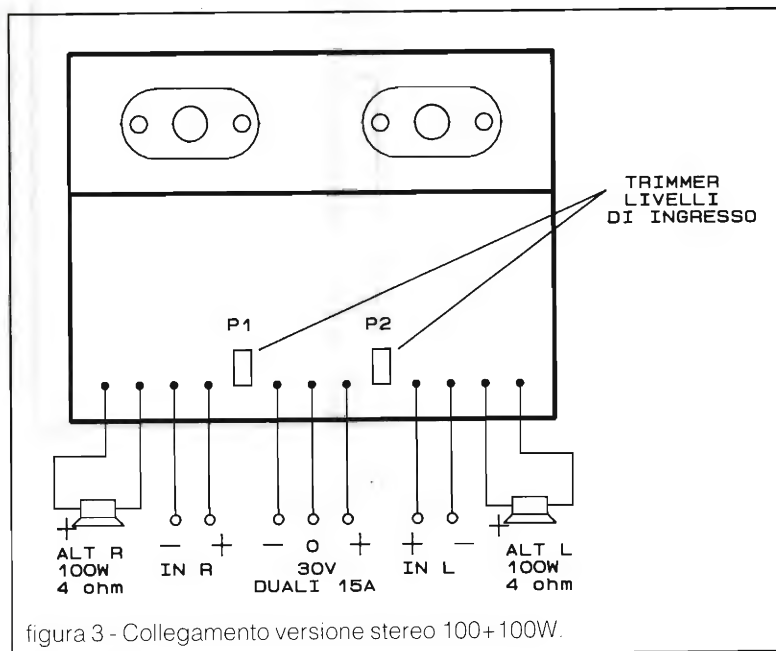 TRIMMER
LIVELLI
DI INGRESSO
P1
P2
+
ALT R
100W
4 ohm
- +
IN R
- 0 +
30V
DUALI 15A
+ -
IN L
+
ALT L
100W
4 ohm
figura 3 - Collegamento versione stereo 100+100W.